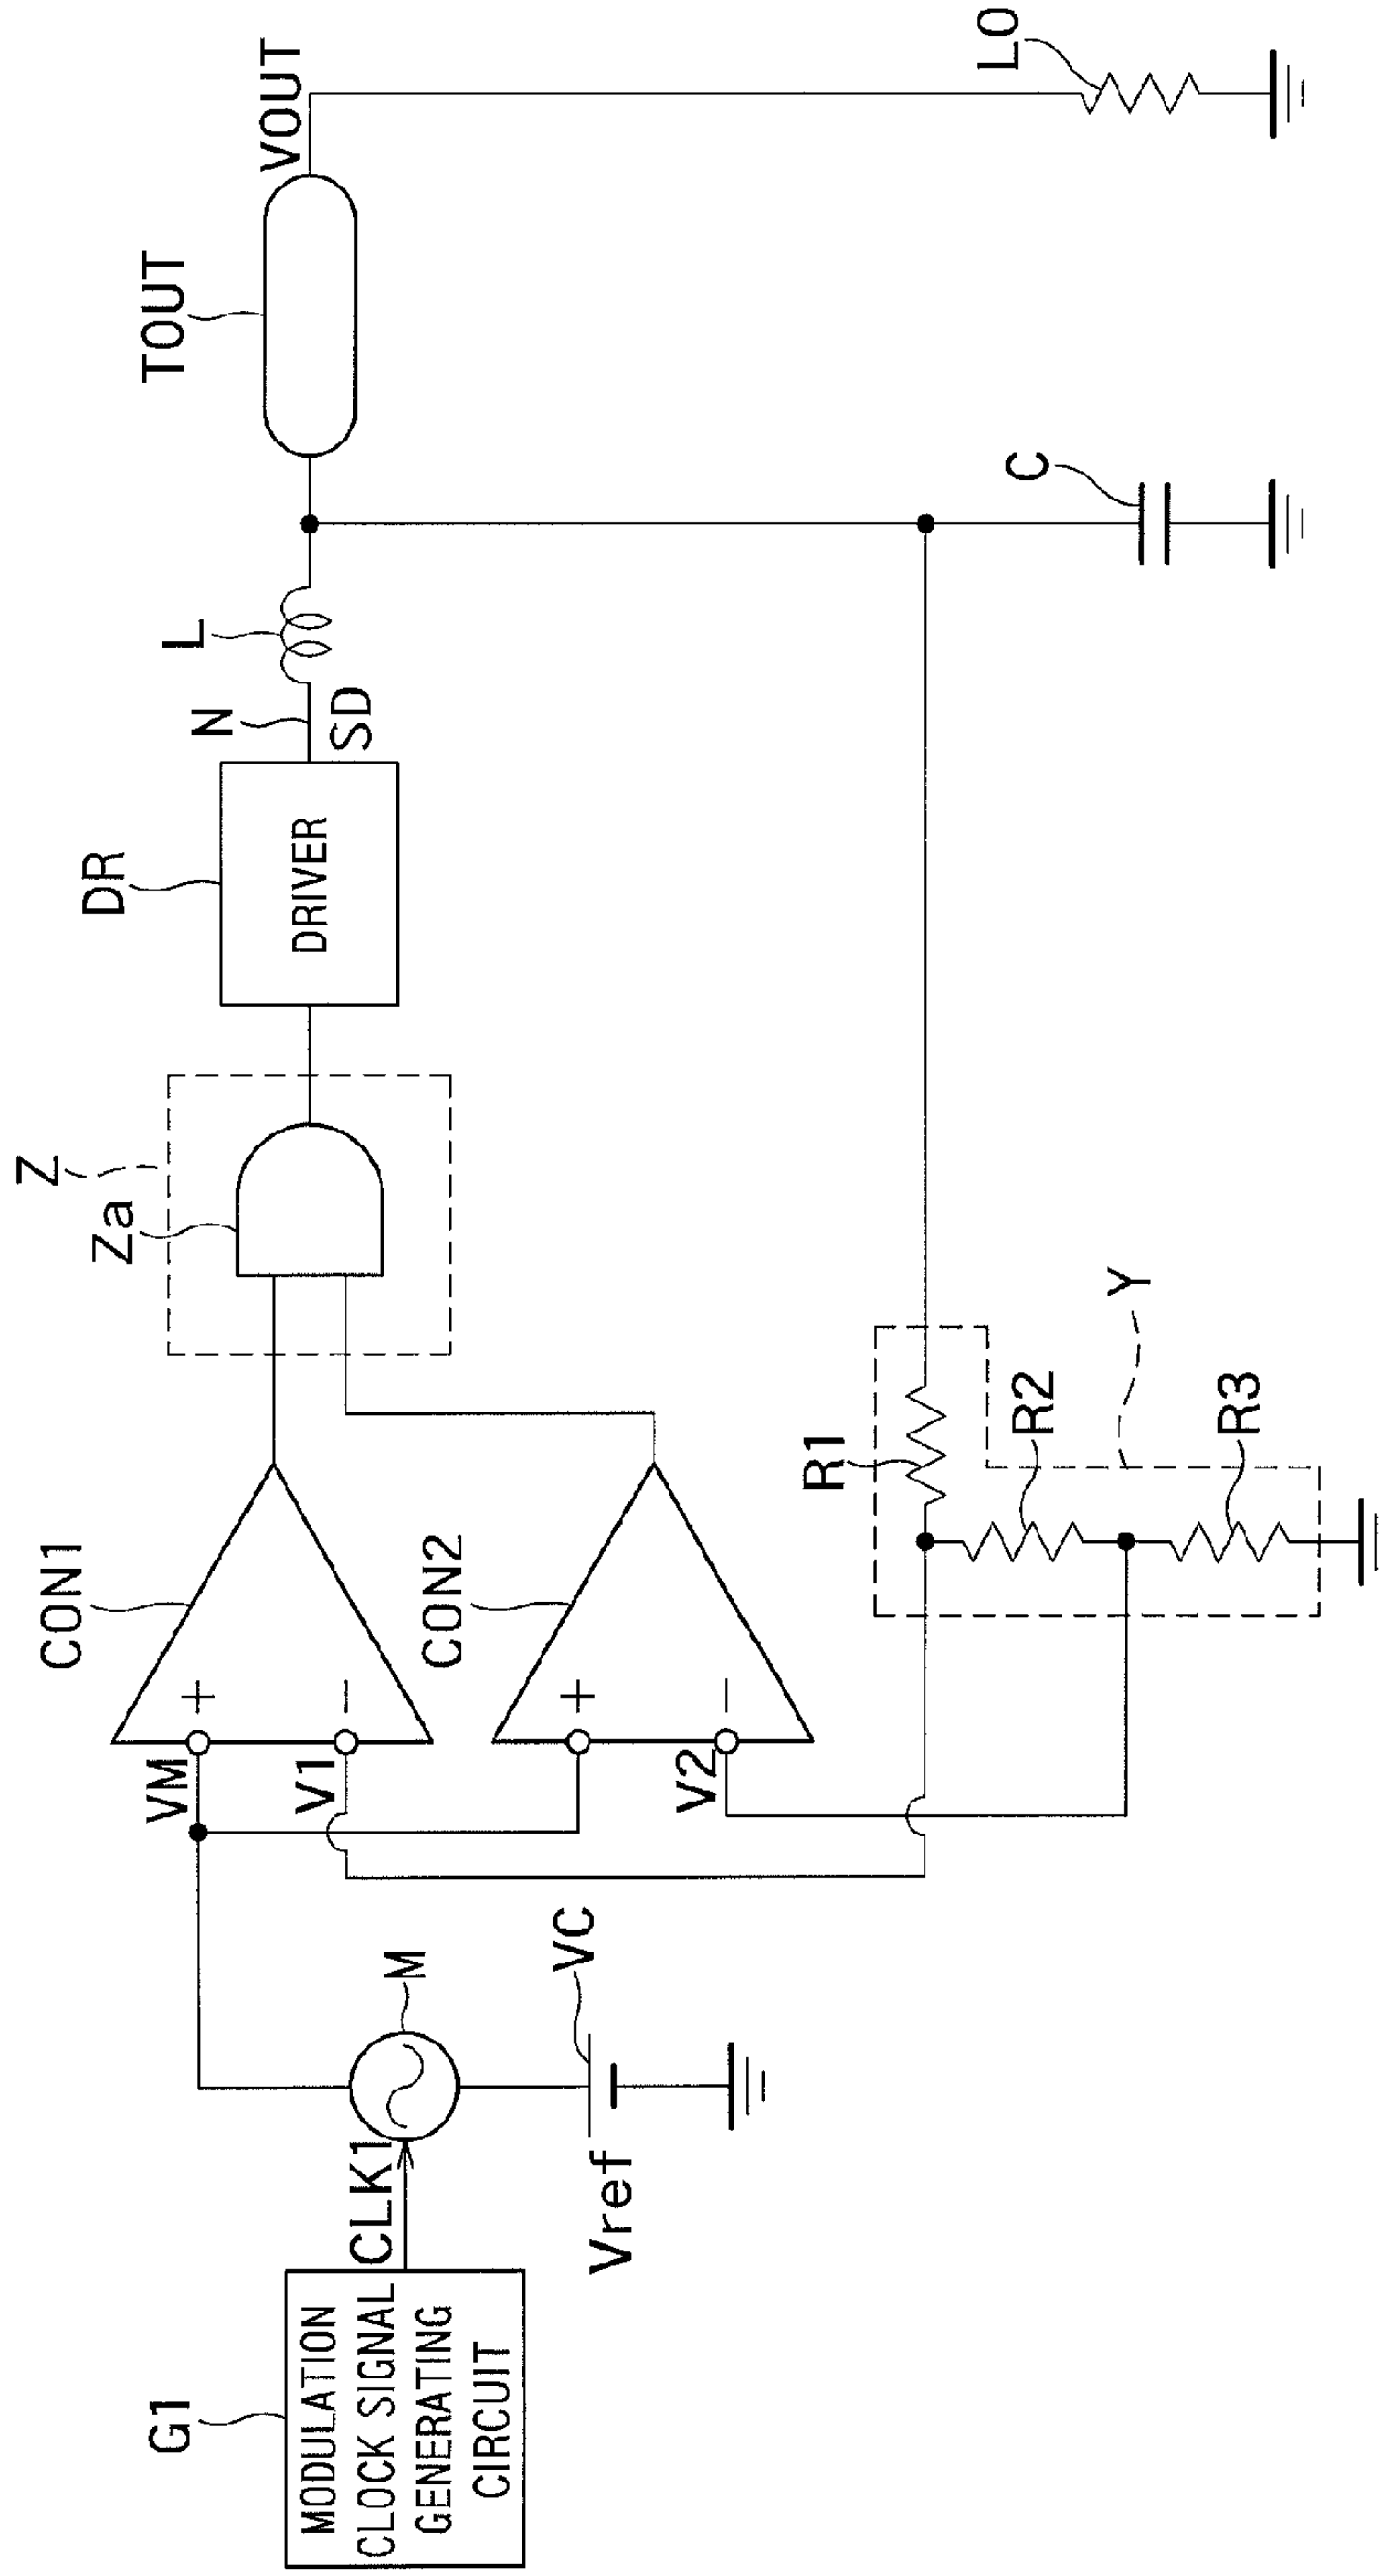 G1
MODULATION
CLOCK SIGNAL
GENERATING
CIRCUIT
CLK1
M
Vref
VC
VM
V1
V2
CON1
+
−
CON2
+
−
Z
Za
DR
DRIVER
N
SD
L
TOUT
VOUT
R1
R2
R3
Y
C
LO